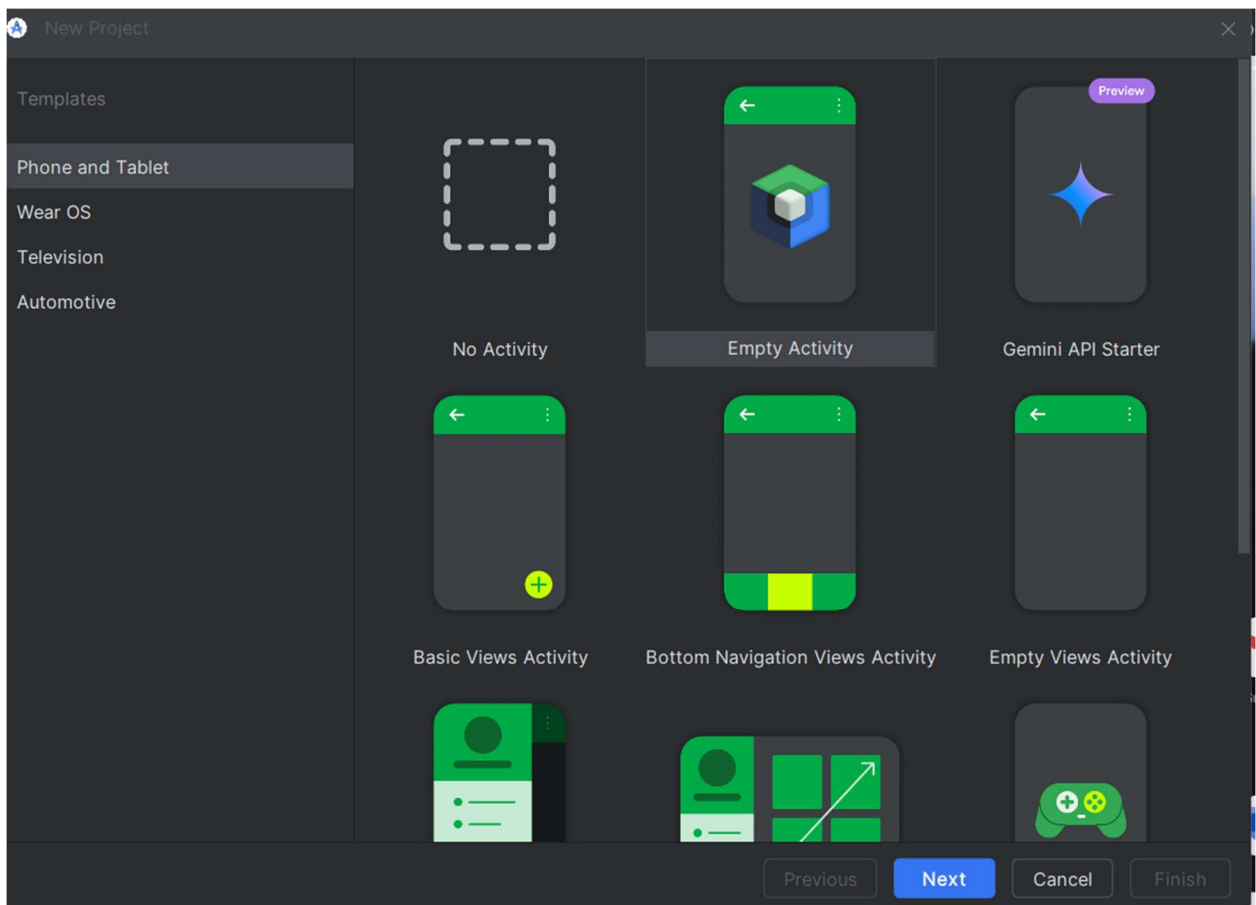 New Project
Templates
Phone and Tablet
Wear OS
Television
Automotive
Preview
No Activity
Empty Activity
Gemini API Starter
Basic Views Activity
Bottom Navigation Views Activity
Empty Views Activity
Previous
Next
Cancel
Finish